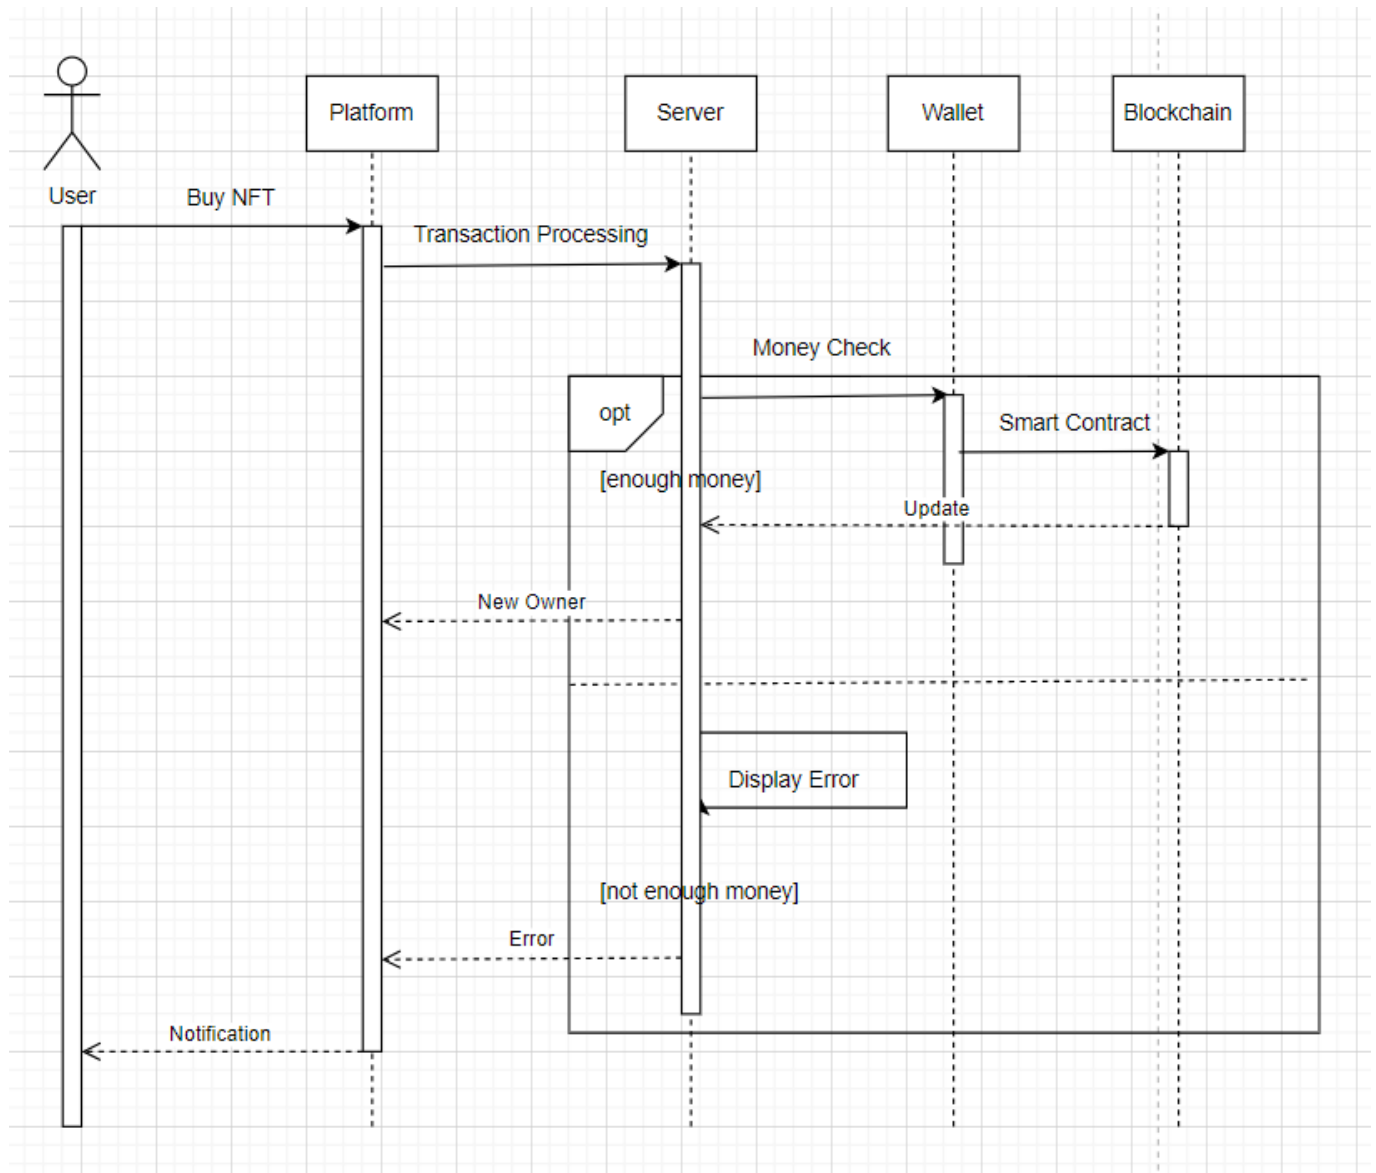 Platform
Server
Wallet
Blockchain
User
Buy NFT
Transaction Processing
Money Check
opt
Smart Contract
[enough money]
Update
New Owner
Display Error
[not enough money]
Error
Notification